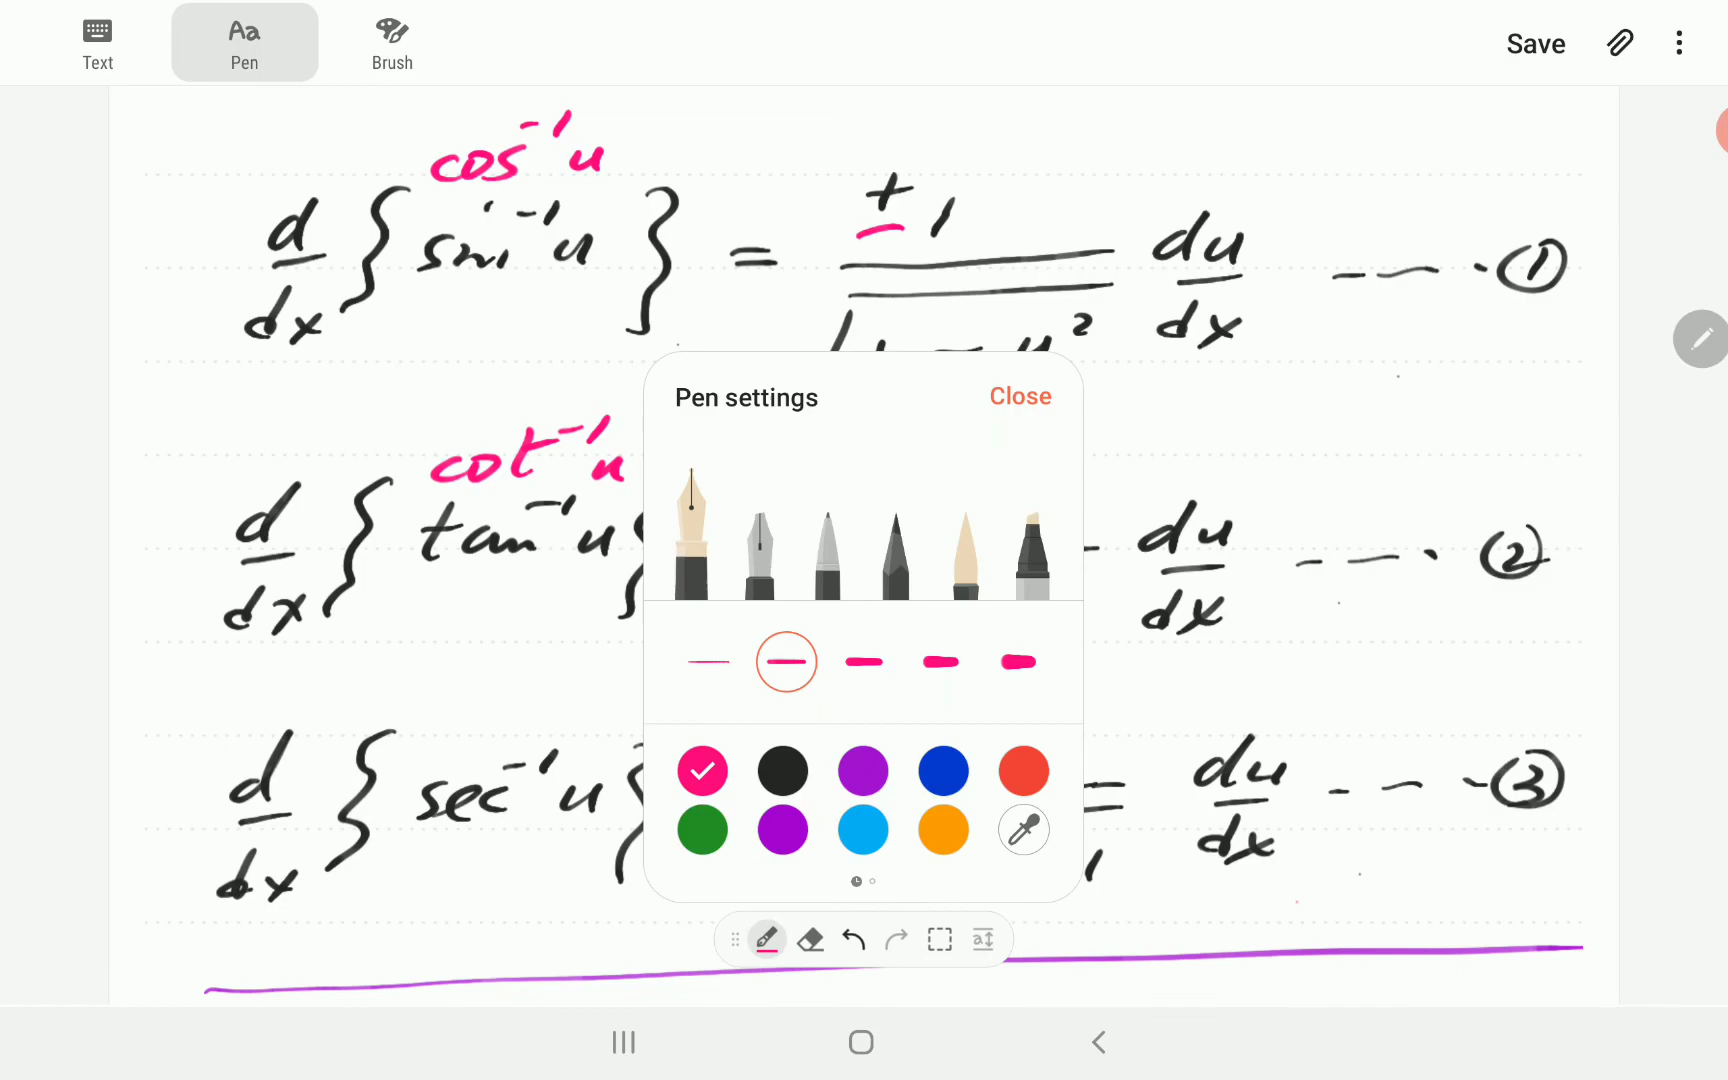 Text
Pen
Brush
Save
cos⁻¹u
d/dx { sin⁻¹u } = ± 1 / du/dx ---- ①
u²
Pen settings
Close
cot⁻¹u
d/dx { tan⁻¹u du/dx ---- ②
d/dx { sec⁻¹u = du/dx ---- ③
1